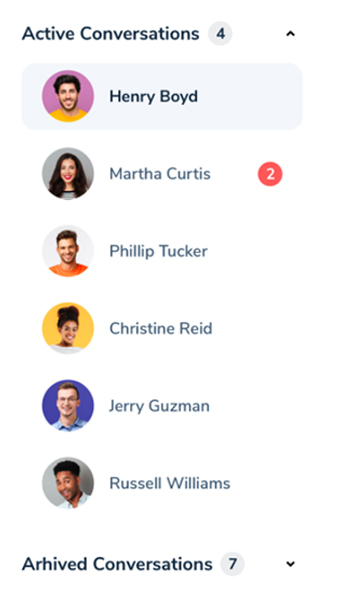 Active Conversations 4
Henry Boyd
Martha Curtis 2
Phillip Tucker
Christine Reid
Jerry Guzman
Russell Williams
Arhived Conversations 7